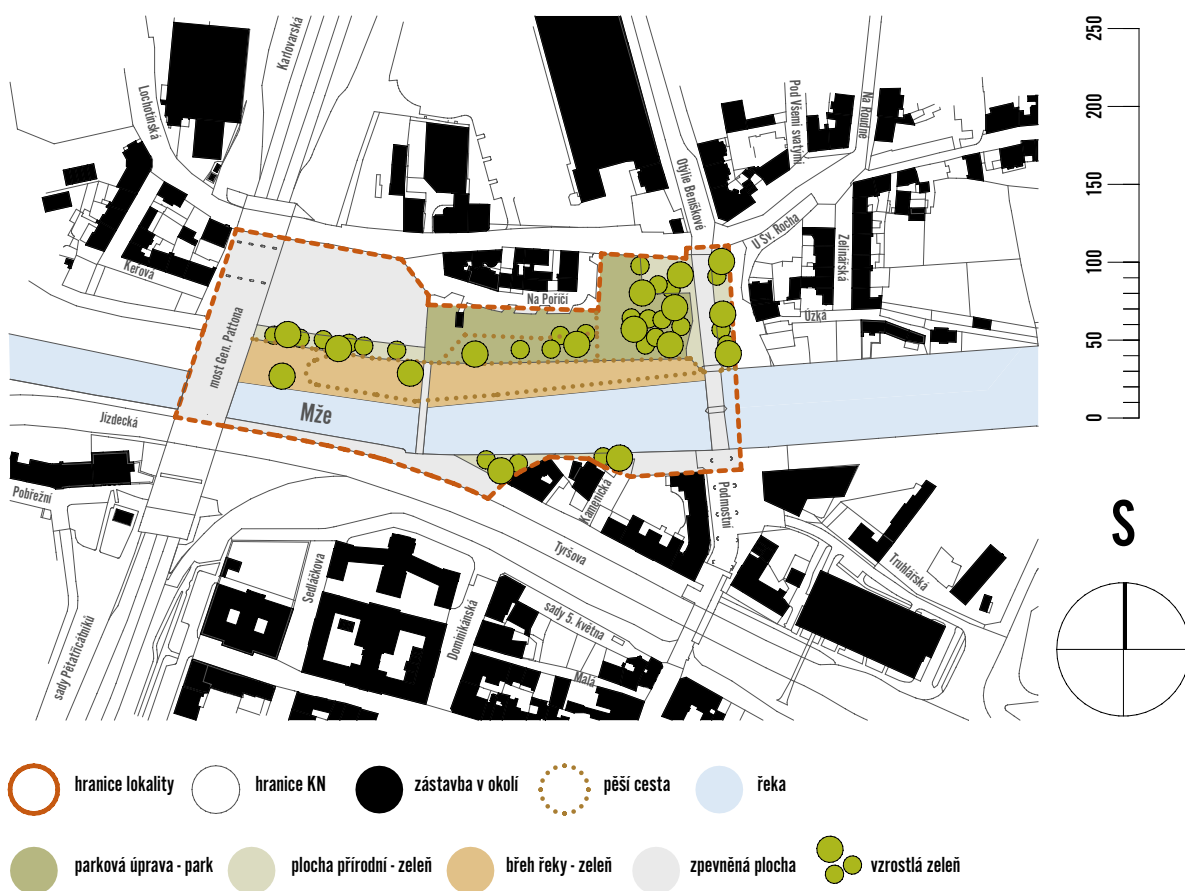 Karlovarská
Lochotínská
Otýlie Beniškové
Pod Všemi svatými
Na Roudné
U Sv. Rocha
Zelinářská
Úzká
Kerová
Na Poříčí
most Gen. Pattona
Mže
Jízdecká
Pobřežní
Kamenická
Podmostní
Tyršova
Truhlářská
Sedláčkova
Dominikánská
sady 5. května
Malá
sady Pětatřicátníků
250
200
150
100
50
0
S
hranice lokality
hranice KN
zástavba v okolí
pěší cesta
řeka
parková úprava - park
plocha přírodní - zeleň
břeh řeky - zeleň
zpevněná plocha
vzrostlá zeleň